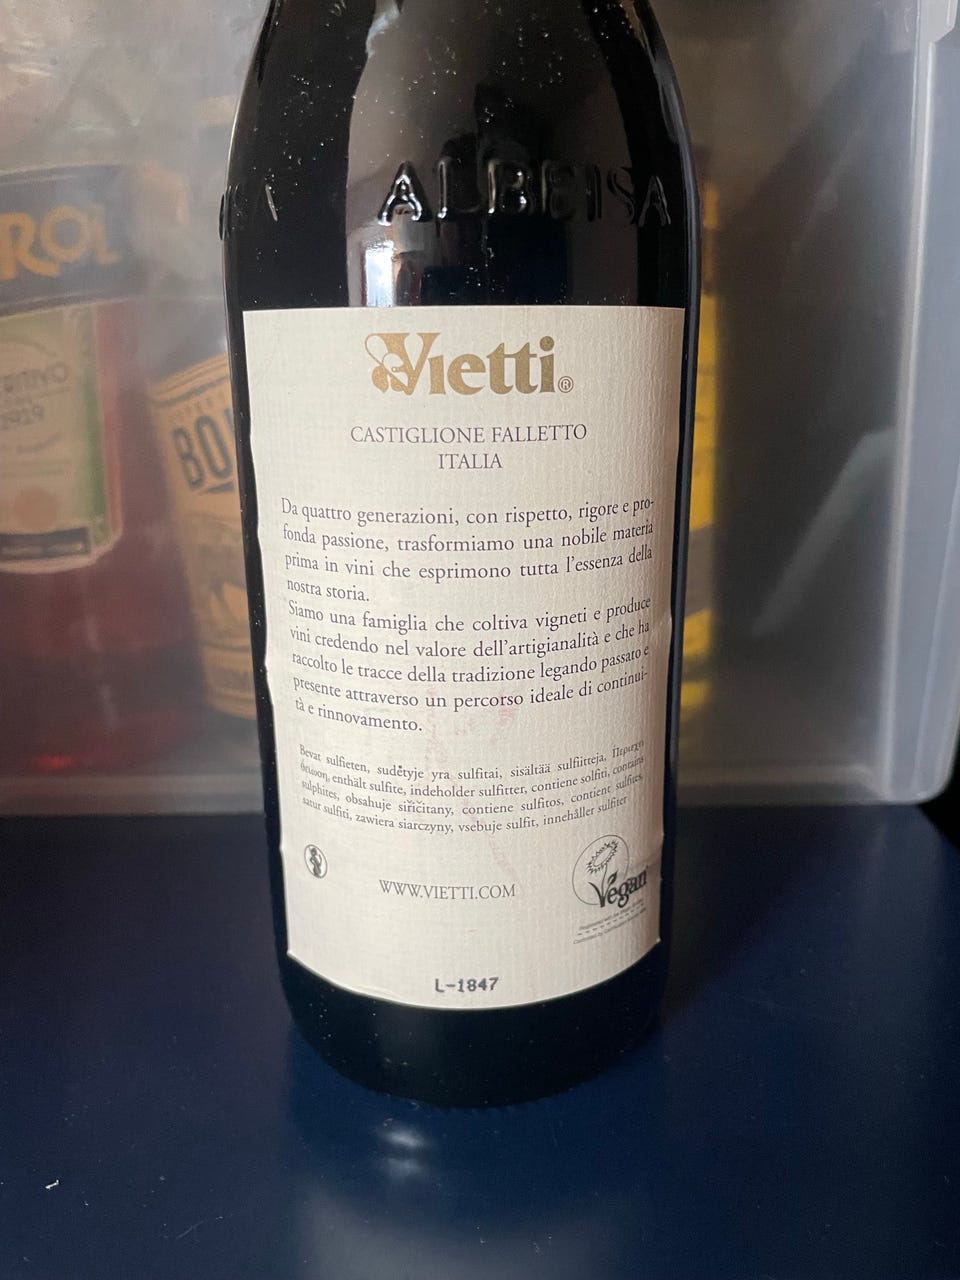 ALBEISA
ROL
BO
Vietti®
CASTIGLIONE FALLETTO
ITALIA
Da quattro generazioni, con rispetto, rigore e pro-
fonda passione, trasformiamo una nobile materia
prima in vini che esprimono tutta l'essenza della
nostra storia.
Siamo una famiglia che coltiva vigneti e produce
vini credendo nel valore dell'artigianalità e che ha
raccolto le tracce della tradizione legando passato e
presente attraverso un percorso ideale di continui-
tà e rinnovamento.
Bevat sulfieten, sudėtyje yra sulfitai, sisältää sulfiitteja, Περιέχει
θειώδη, enthält sulfite, indeholder sulfitter, contiene solfiti, contains
sulphites, obsahuje siřičitany, contiene sulfitos, contient sulfites,
satur sulfiti, zawiera siarczyny, vsebuje sulfit, innehåller sulfiter
WWW.VIETTI.COM
Vegan
L-1847